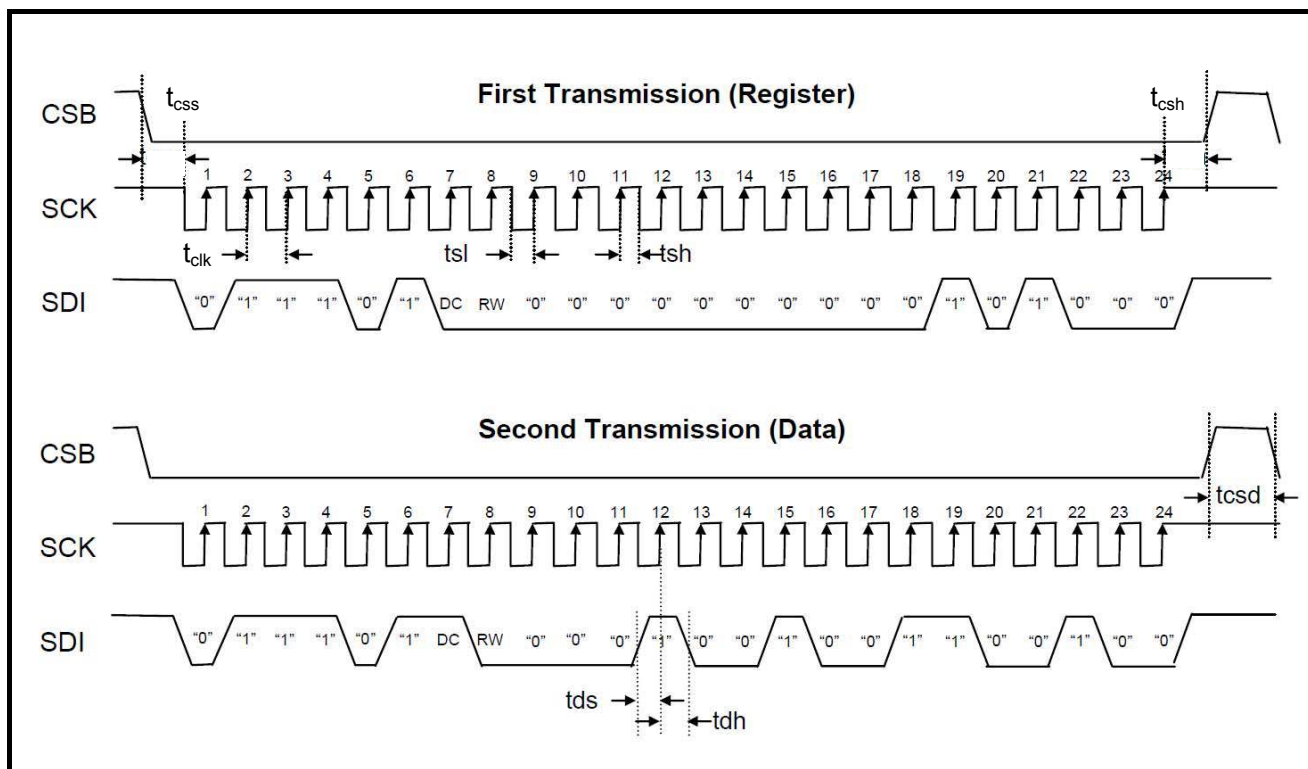 First Transmission (Register)
t_css
t_csh
CSB
1 2 3 4 5 6 7 8 9 10 11 12 13 14 15 16 17 18 19 20 21 22 23 24
SCK
t_clk
tsl
tsh
SDI
“0” “1” “1” “1” “0” “1” DC RW “0” “0” “0” “0” “0” “0” “0” “0” “0” “0” “1” “0” “1” “0” “0” “0”
Second Transmission (Data)
CSB
tcsd
1 2 3 4 5 6 7 8 9 10 11 12 13 14 15 16 17 18 19 20 21 22 23 24
SCK
SDI
“0” “1” “1” “1” “0” “1” DC RW “0” “0” “0” “1” “0” “0” “1” “0” “0” “1” “1” “0” “0” “1” “0” “0”
tds
tdh